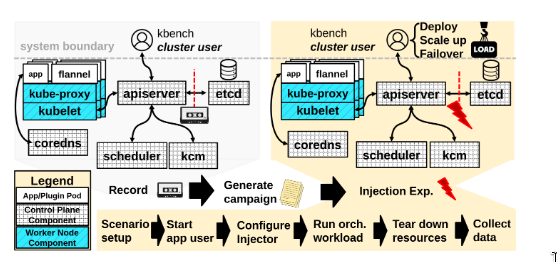 kbench
cluster user
system boundary
app
flannel
kube-proxy
kubelet
apiserver
etcd
coredns
scheduler
kcm
kbench
cluster user
Deploy
Scale up
Failover
LOAD
app
flannel
kube-proxy
kubelet
apiserver
etcd
coredns
scheduler
kcm
Legend
App/Plugin Pod
Control Plane
Component
Worker Node
Component
Record
Generate
campaign
Injection Exp.
Scenario
setup
Start
app user
Configure
Injector
Run orch.
workload
Tear down
resources
Collect
data